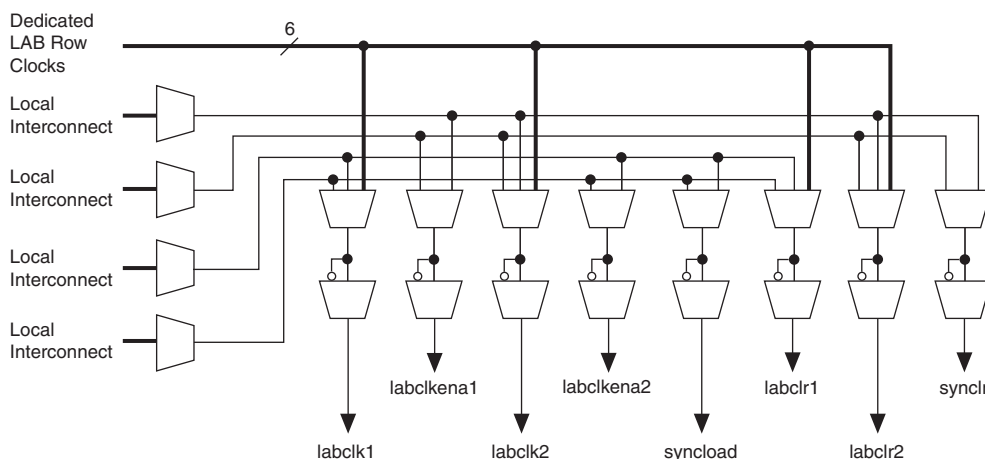 Dedicated
LAB Row
Clocks
6
Local
Interconnect
Local
Interconnect
Local
Interconnect
Local
Interconnect
labclkena1
labclkena2
labclr1
synclr
labclk1
labclk2
syncload
labclr2